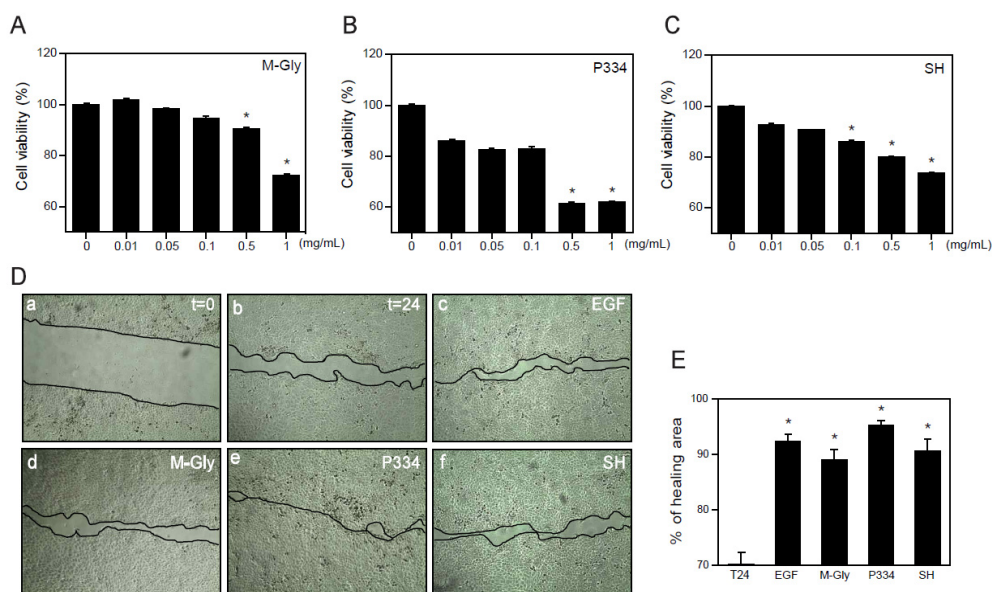 A
B
C
120
100
80
60
Cell viability (%)
M-Gly
*
*
0 0.01 0.05 0.1 0.5 1 (mg/mL)
120
100
80
60
Cell viability (%)
P334
*
*
0 0.01 0.05 0.1 0.5 1 (mg/mL)
120
100
80
60
Cell viability (%)
SH
*
*
*
0 0.01 0.05 0.1 0.5 1 (mg/mL)
D
a t=0
b t=24
c EGF
d M-Gly
e P334
f SH
E
100
90
80
70
% of healing area
*
*
*
*
T24 EGF M-Gly P334 SH